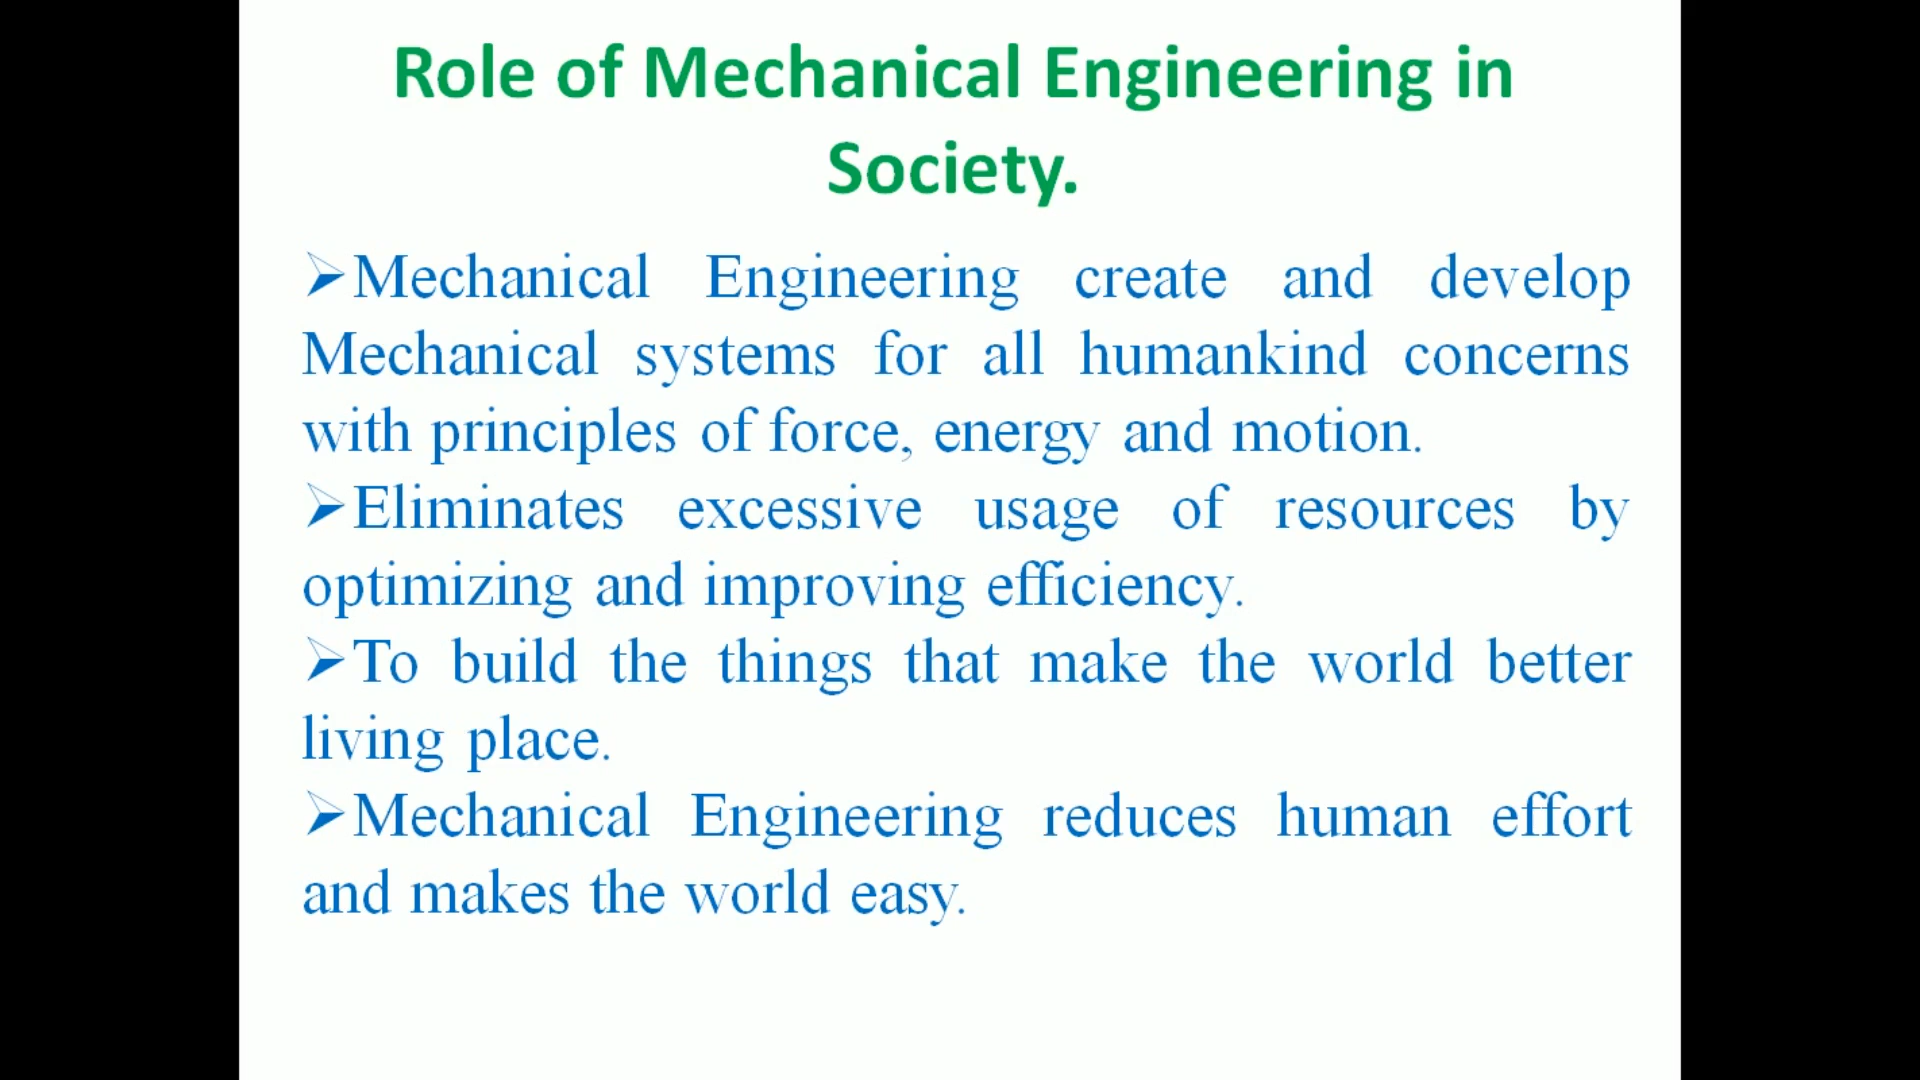 Role of Mechanical Engineering in
Society.
➢Mechanical Engineering create and develop
Mechanical systems for all humankind concerns
with principles of force, energy and motion.
➢Eliminates excessive usage of resources by
optimizing and improving efficiency.
➢To build the things that make the world better
living place.
➢Mechanical Engineering reduces human effort
and makes the world easy.